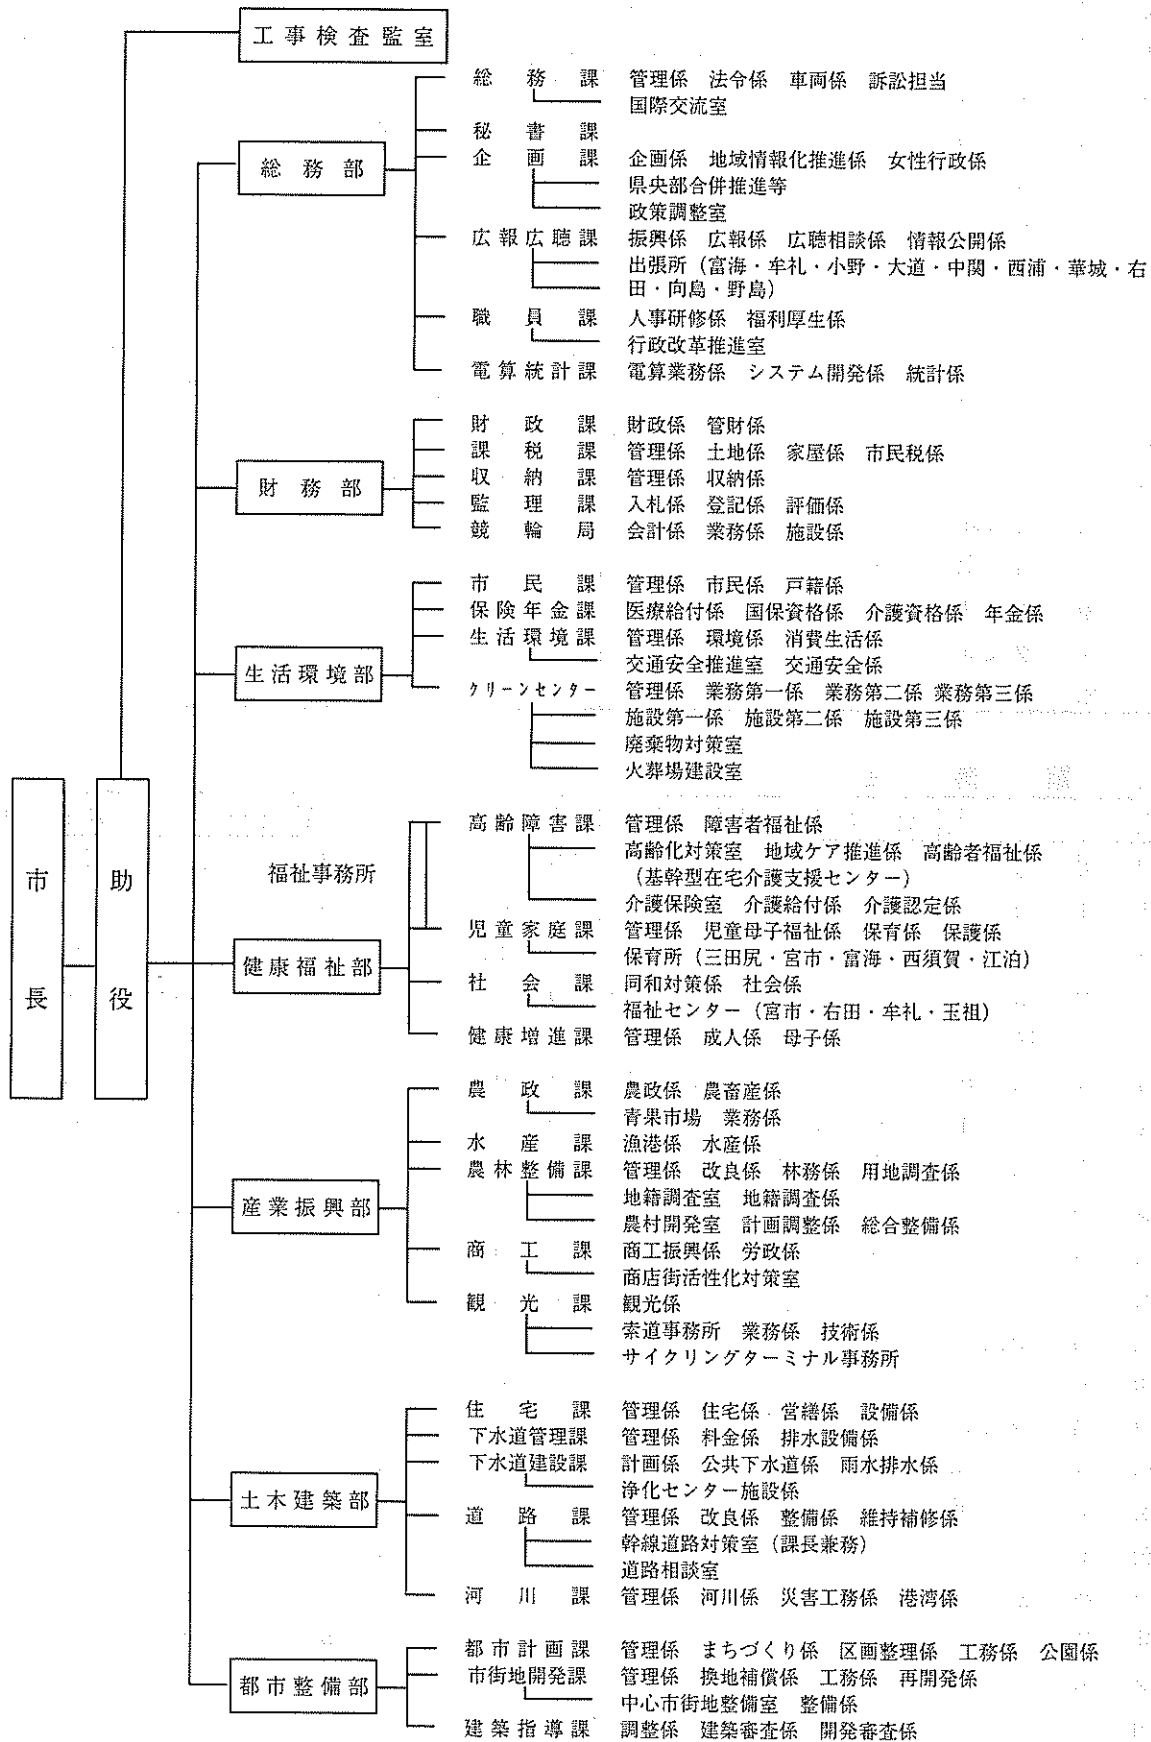 工事検査監室
総務課 管理係 法令係 車両係 訴訟担当
国際交流室
秘書課
総務部
企画課 企画係 地域情報化推進係 女性行政係
県央部合併推進等
政策調整室
広報広聴課 振興係 広報係 広聴相談係 情報公開係
出張所（富海・牟礼・小野・大道・中関・西浦・華城・右
田・向島・野島）
職員課 人事研修係 福利厚生係
行政改革推進室
電算統計課 電算業務係 システム開発係 統計係
財政課 財政係 管財係
課税課 管理係 土地係 家屋係 市民税係
収納課 管理係 収納係
財務部
監理課 入札係 登記係 評価係
競輪局 会計係 業務係 施設係
市民課 管理係 市民係 戸籍係
保険年金課 医療給付係 国保資格係 介護資格係 年金係
生活環境課 管理係 環境係 消費生活係
交通安全推進室 交通安全係
生活環境部
クリーンセンター 管理係 業務第一係 業務第二係 業務第三係
施設第一係 施設第二係 施設第三係
廃棄物対策室
火葬場建設室
市長
助役
高齢障害課 管理係 障害者福祉係
高齢化対策室 地域ケア推進係 高齢者福祉係
（基幹型在宅介護支援センター）
福祉事務所
介護保険室 介護給付係 介護認定係
児童家庭課 管理係 児童母子福祉係 保育係 保護係
保育所（三田尻・宮市・富海・西須賀・江泊）
健康福祉部
社会課 同和対策係 社会係
福祉センター（宮市・右田・牟礼・玉祖）
健康増進課 管理係 成人係 母子係
農政課 農政係 農畜産係
青果市場 業務係
水産課 漁港係 水産係
農林整備課 管理係 改良係 林務係 用地調査係
地籍調査室 地籍調査係
産業振興部
農村開発室 計画調整係 総合整備係
商工課 商工振興係 労政係
商店街活性化対策室
観光課 観光係
索道事務所 業務係 技術係
サイクリングターミナル事務所
住宅課 管理係 住宅係 営繕係 設備係
下水道管理課 管理係 料金係 排水設備係
下水道建設課 計画係 公共下水道係 雨水排水係
浄化センター施設係
土木建築部
道路課 管理係 改良係 整備係 維持補修係
幹線道路対策室（課長兼務）
道路相談室
河川課 管理係 河川係 災害工務係 港湾係
都市計画課 管理係 まちづくり係 区画整理係 工務係 公園係
市街地開発課 管理係 換地補償係 工務係 再開発係
都市整備部
中心市街地整備室 整備係
建築指導課 調整係 建築審査係 開発審査係